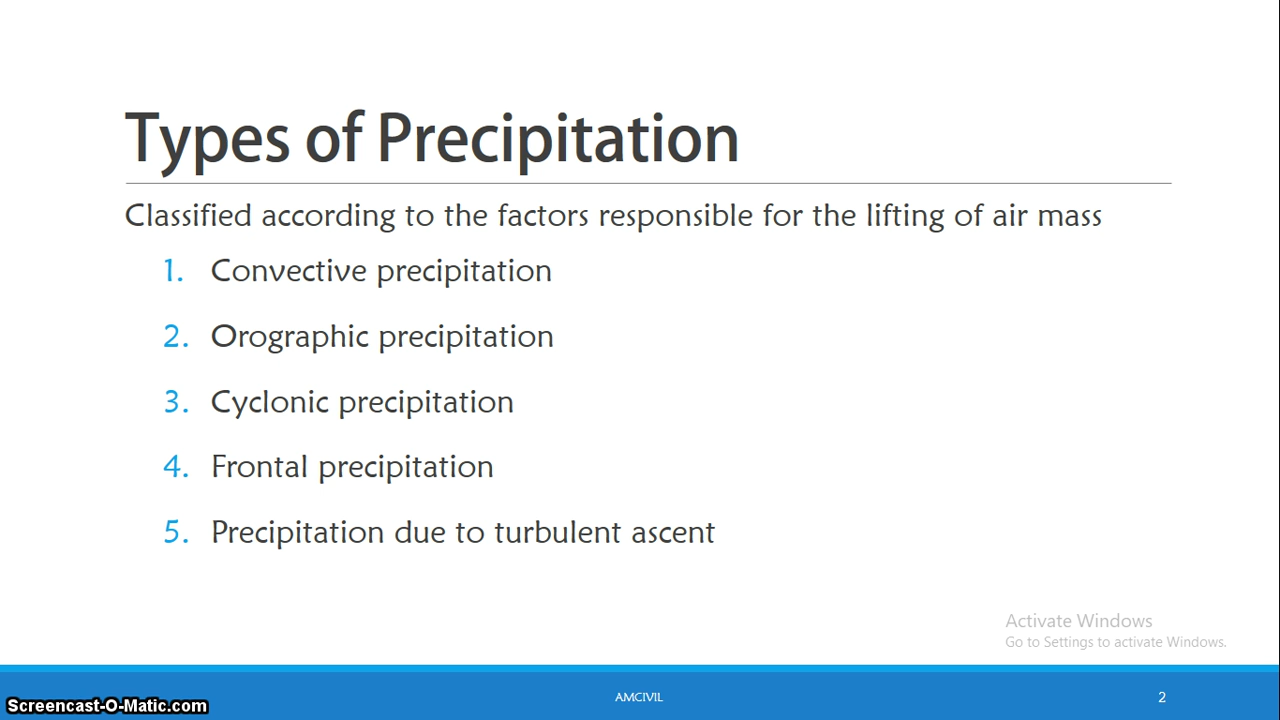 Types of Precipitation
Classified according to the factors responsible for the lifting of air mass
1. Convective precipitation
2. Orographic precipitation
3. Cyclonic precipitation
4. Frontal precipitation
5. Precipitation due to turbulent ascent
Activate Windows
Go to Settings to activate Windows.
Screencast-O-Matic.com
AMCIVIL
2